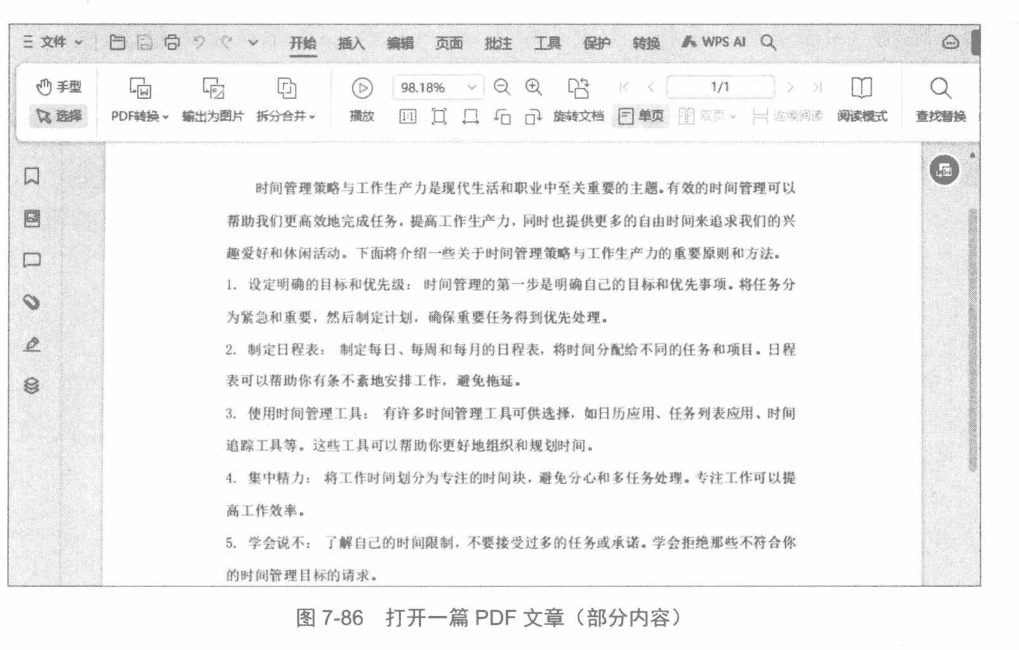 三 文件
开始 插入 编辑 页面 批注 工具 保护 转换 WPS AI
手型 98.18% 1/1
选择 PDF转换 输出为图片 拆分合并 播放 1:1 旋转文档 单页 双页 连续阅读 阅读模式 查找替换
时间管理策略与工作生产力是现代生活和职业中至关重要的主题。有效的时间管理可以
帮助我们更高效地完成任务，提高工作生产力，同时也提供更多的自由时间来追求我们的兴
趣爱好和休闲活动。下面将介绍一些关于时间管理策略与工作生产力的重要原则和方法。
1. 设定明确的目标和优先级： 时间管理的第一步是明确自己的目标和优先事项。将任务分
为紧急和重要，然后制定计划，确保重要任务得到优先处理。
2. 制定日程表： 制定每日、每周和每月的日程表，将时间分配给不同的任务和项目。日程
表可以帮助你有条不紊地安排工作，避免拖延。
3. 使用时间管理工具： 有许多时间管理工具可供选择，如日历应用、任务列表应用、时间
追踪工具等。这些工具可以帮助你更好地组织和规划时间。
4. 集中精力： 将工作时间划分为专注的时间块，避免分心和多任务处理。专注工作可以提
高工作效率。
5. 学会说不： 了解自己的时间限制，不要接受过多的任务或承诺。学会拒绝那些不符合你
的时间管理目标的请求。
图 7-86 打开一篇 PDF 文章（部分内容）